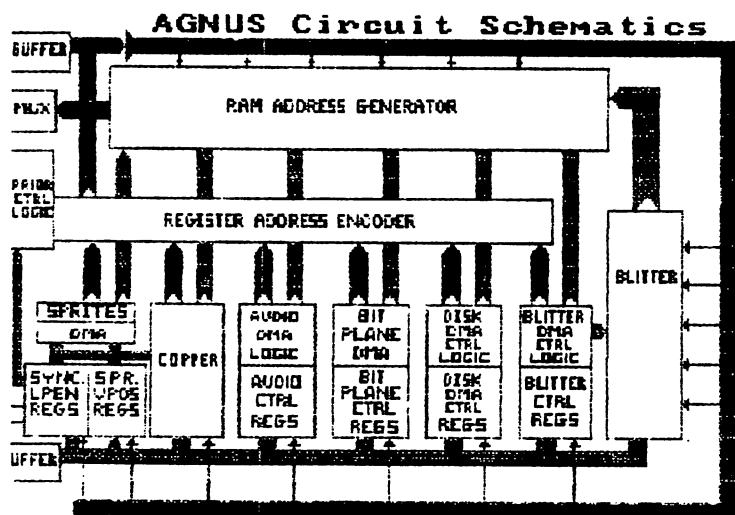 AGNUS Circuit Schematics
BUFFER
MUX
RAM ADDRESS GENERATOR
PRIOR
CTRL
LOGIC
REGISTER ADDRESS ENCODER
BLITTER
SPRITES
DMA
SYNC.
LPEN
REGS
SPR.
VPOS
REGS
COPPER
AUDIO
DMA
LOGIC
AUDIO
CTRL
REGS
BIT
PLANE
DMA
BIT
PLANE
CTRL
REGS
DISK
DMA
CTRL
LOGIC
DISK
DMA
CTRL
REGS
BLITTER
DMA
CTRL
LOGIC
BLITTER
CTRL
REGS
UFFER